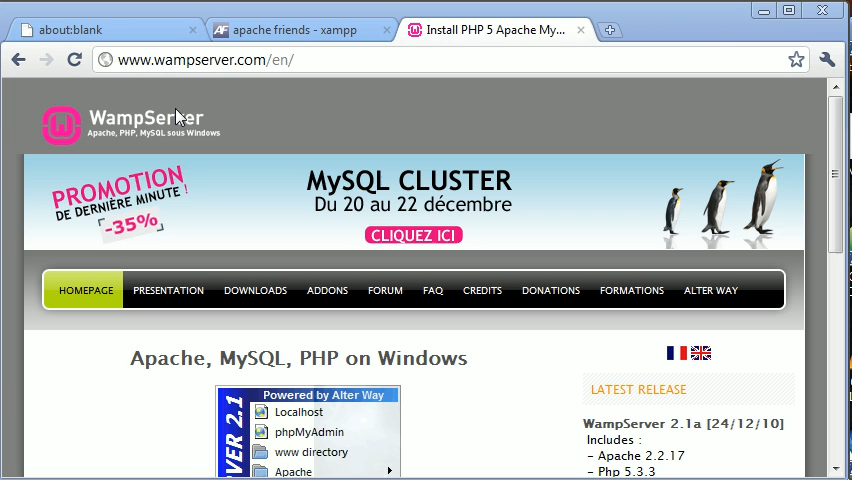 about:blank
AF apache friends - xampp
Install PHP 5 Apache My...
www.wampserver.com/en/
WampServer
Apache, PHP, MySQL sous Windows
PROMOTION
DE DERNIÈRE MINUTE !
-35%
MySQL CLUSTER
Du 20 au 22 décembre
CLIQUEZ ICI
HOMEPAGE PRESENTATION DOWNLOADS ADDONS FORUM FAQ CREDITS DONATIONS FORMATIONS ALTER WAY
Apache, MySQL, PHP on Windows
Powered by Alter Way
Localhost
phpMyAdmin
www directory
Apache
VER 2.1
LATEST RELEASE
WampServer 2.1a [24/12/10]
Includes :
- Apache 2.2.17
- Php 5.3.3